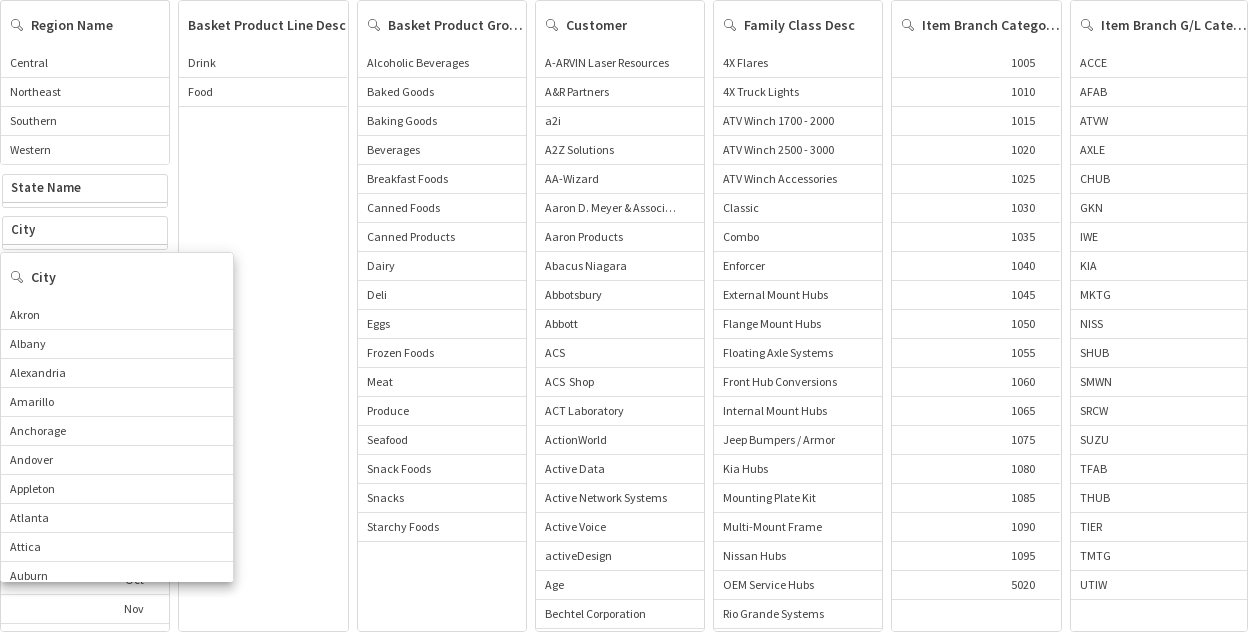 Region Name
Central
Northeast
Southern
Western
State Name
City
City
Akron
Albany
Alexandria
Amarillo
Anchorage
Andover
Appleton
Atlanta
Attica
Auburn
Oct
Nov
Basket Product Line Desc
Drink
Food
Basket Product Gro...
Alcoholic Beverages
Baked Goods
Baking Goods
Beverages
Breakfast Foods
Canned Foods
Canned Products
Dairy
Deli
Eggs
Frozen Foods
Meat
Produce
Seafood
Snack Foods
Snacks
Starchy Foods
Customer
A-ARVIN Laser Resources
A&R Partners
a2i
A2Z Solutions
AA-Wizard
Aaron D. Meyer & Associ...
Aaron Products
Abacus Niagara
Abbotsbury
Abbott
ACS
ACS Shop
ACT Laboratory
ActionWorld
Active Data
Active Network Systems
Active Voice
activeDesign
Age
Bechtel Corporation
Family Class Desc
4X Flares
4X Truck Lights
ATV Winch 1700 - 2000
ATV Winch 2500 - 3000
ATV Winch Accessories
Classic
Combo
Enforcer
External Mount Hubs
Flange Mount Hubs
Floating Axle Systems
Front Hub Conversions
Internal Mount Hubs
Jeep Bumpers / Armor
Kia Hubs
Mounting Plate Kit
Multi-Mount Frame
Nissan Hubs
OEM Service Hubs
Rio Grande Systems
Item Branch Catego...
1005
1010
1015
1020
1025
1030
1035
1040
1045
1050
1055
1060
1065
1075
1080
1085
1090
1095
5020
Item Branch G/L Cate...
ACCE
AFAB
ATVW
AXLE
CHUB
GKN
IWE
KIA
MKTG
NISS
SHUB
SMWN
SRCW
SUZU
TFAB
THUB
TIER
TMTG
UTIW